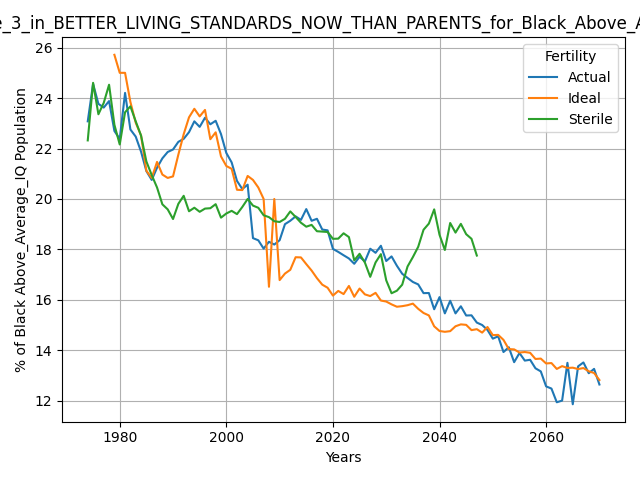 _3_in_BETTER_LIVING_STANDARDS_NOW_THAN_PARENTS_for_Black_Above_A
26
24
22
20
18
16
14
12
% of Black Above_Average_IQ Population
Fertility
Actual
Ideal
Sterile
1980
2000
2020
2040
2060
Years